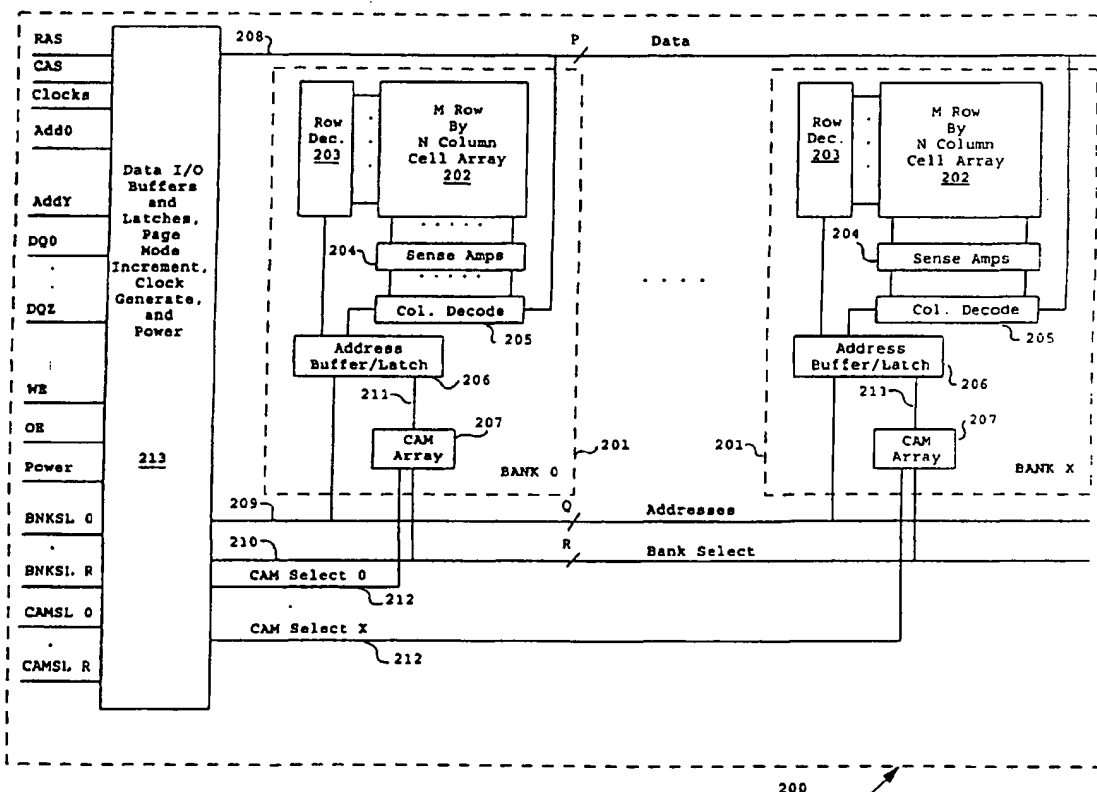 RAS
CAS
Clocks
Add0
AddY
DQ0
DQZ
WE
OE
Power
BNKSL 0
BNKSL R
CAMSL 0
CAMSL R
Data I/O
Buffers
and
Latches,
Page
Mode
Increment,
Clock
Generate,
and
Power
213
208
P
Data
Row
Dec.
203
M Row
By
N Column
Cell Array
202
204
Sense Amps
Col. Decode
205
Address
Buffer/Latch
206
211
207
CAM
Array
201
BANK 0
Row
Dec.
203
M Row
By
N Column
Cell Array
202
204
Sense Amps
Col. Decode
205
Address
Buffer/Latch
206
211
207
CAM
Array
201
BANK X
209
Q
Addresses
210
R
Bank Select
CAM Select 0
212
CAM Select X
212
200